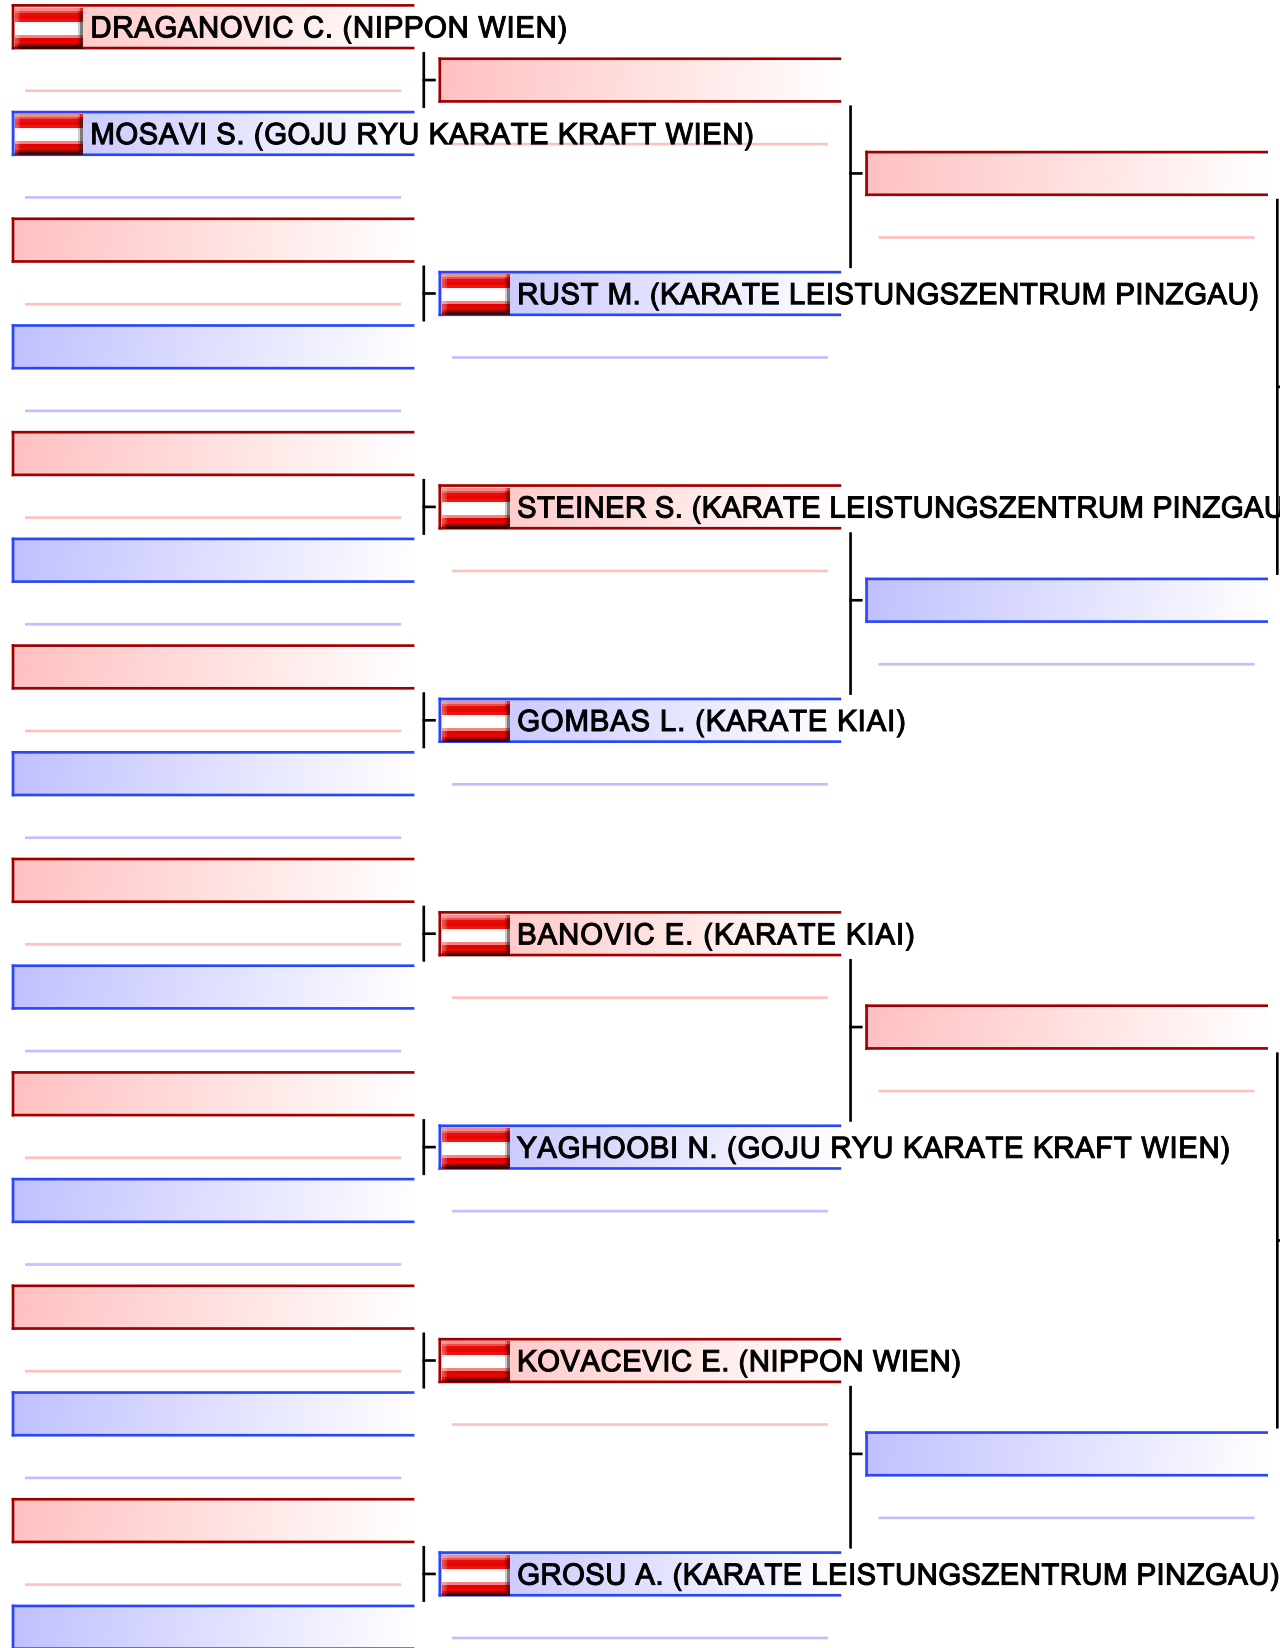 DRAGANOVIC C. (NIPPON WIEN)
MOSAVI S. (GOJU RYU KARATE KRAFT WIEN)
RUST M. (KARATE LEISTUNGSZENTRUM PINZGAU)
STEINER S. (KARATE LEISTUNGSZENTRUM PINZGAU
GOMBAS L. (KARATE KIAI)
BANOVIC E. (KARATE KIAI)
YAGHOOBI N. (GOJU RYU KARATE KRAFT WIEN)
KOVACEVIC E. (NIPPON WIEN)
GROSU A. (KARATE LEISTUNGSZENTRUM PINZGAU)